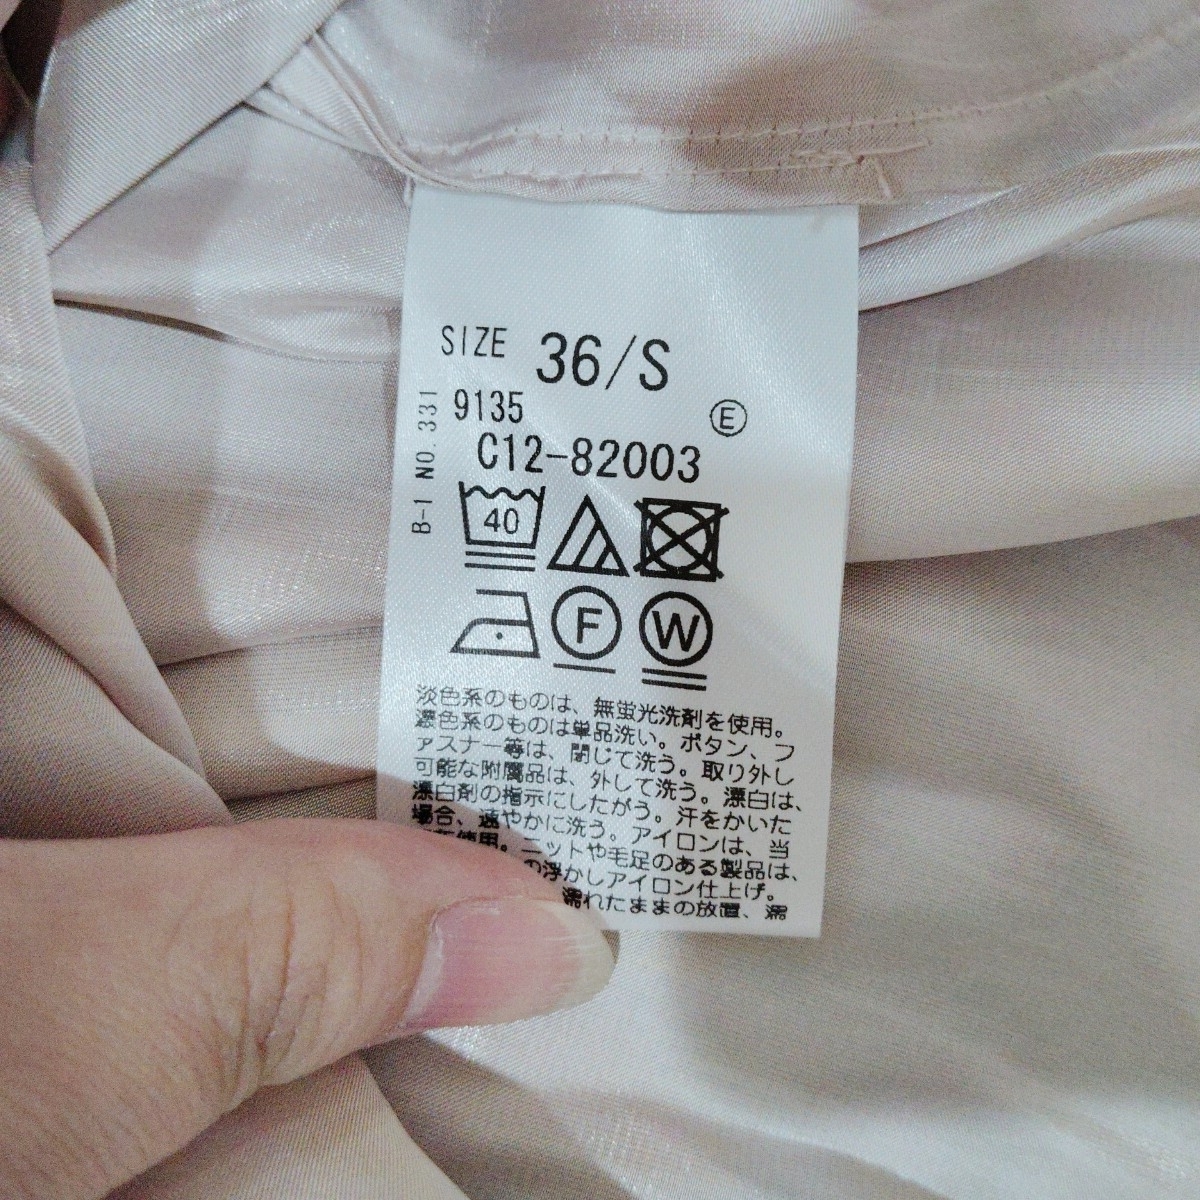 SIZE 36/S
9135 Ⓔ
C12-82003
B-1 NO. 331
40
F W
淡色系のものは、無蛍光洗剤を使用。
濃色系のものは単品洗い。ボタン、フ
ァスナー等は、閉じて洗う。取り外し
可能な附属品は、外して洗う。漂白は、
漂白剤の指示にしたがう。汗をかいた
場合、速やかに洗う。アイロンは、当
使用。ニットや毛足のある製品は、
の浮かしアイロン仕上げ。
濡れたままの放置、濡